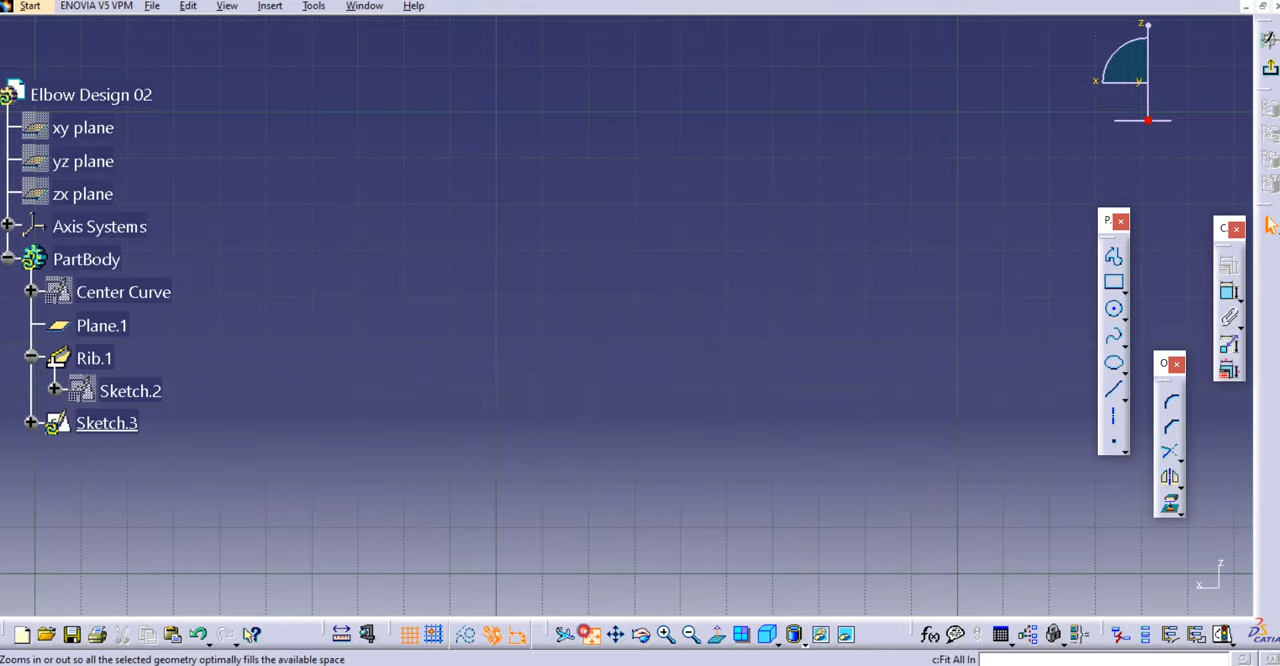 Start ENOVIA V5 VPM File Edit View Insert Tools Window Help
z
x y
Elbow Design 02
xy plane
yz plane
zx plane
Axis Systems
PartBody
Center Curve
Plane.1
Rib.1
Sketch.2
Sketch.3
P.
C.
O
z
x
f(x)
CATIA
Zooms in or out so all the selected geometry optimally fills the available space
c:Fit All In